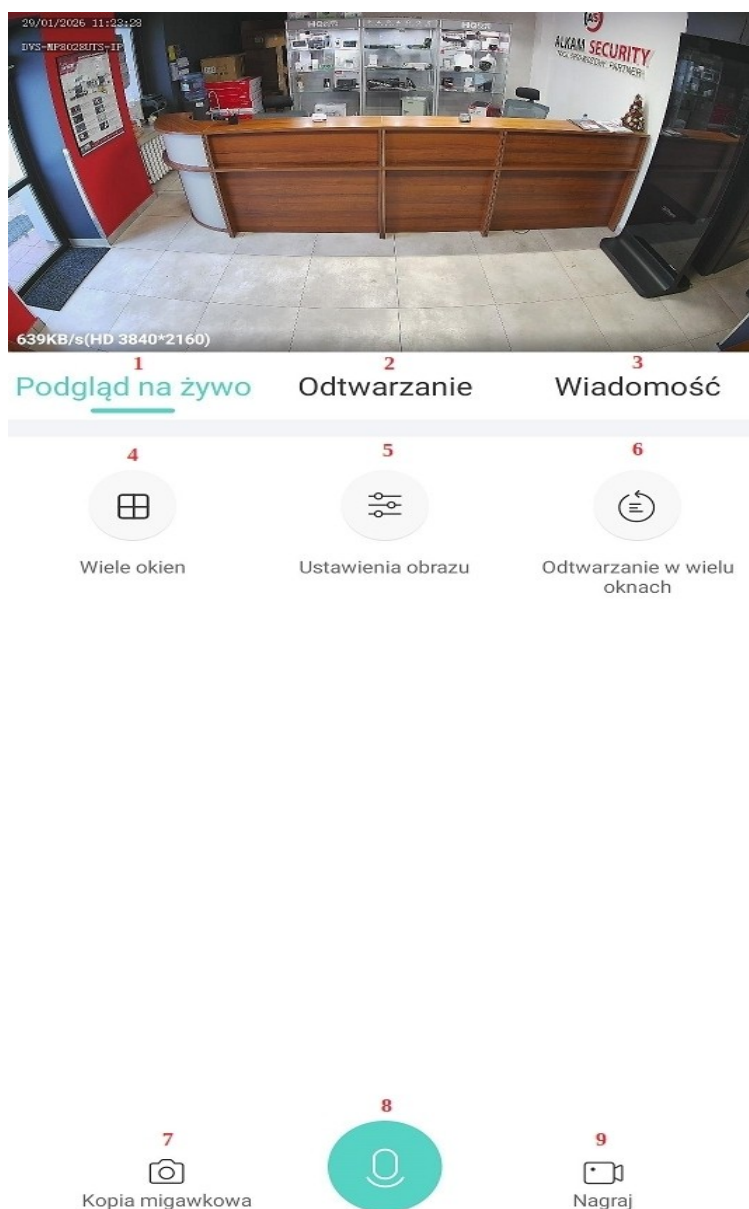 29/01/2026 11:23:28
DVS-NP8028UTS-IP
ALKAM SECURITY
639KB/s(HD 3840*2160)
1 2 3
Podgląd na żywo Odtwarzanie Wiadomość
4 5 6
Wiele okien Ustawienia obrazu Odtwarzanie w wielu
oknach
8
7 9
Kopia migawkowa Nagraj